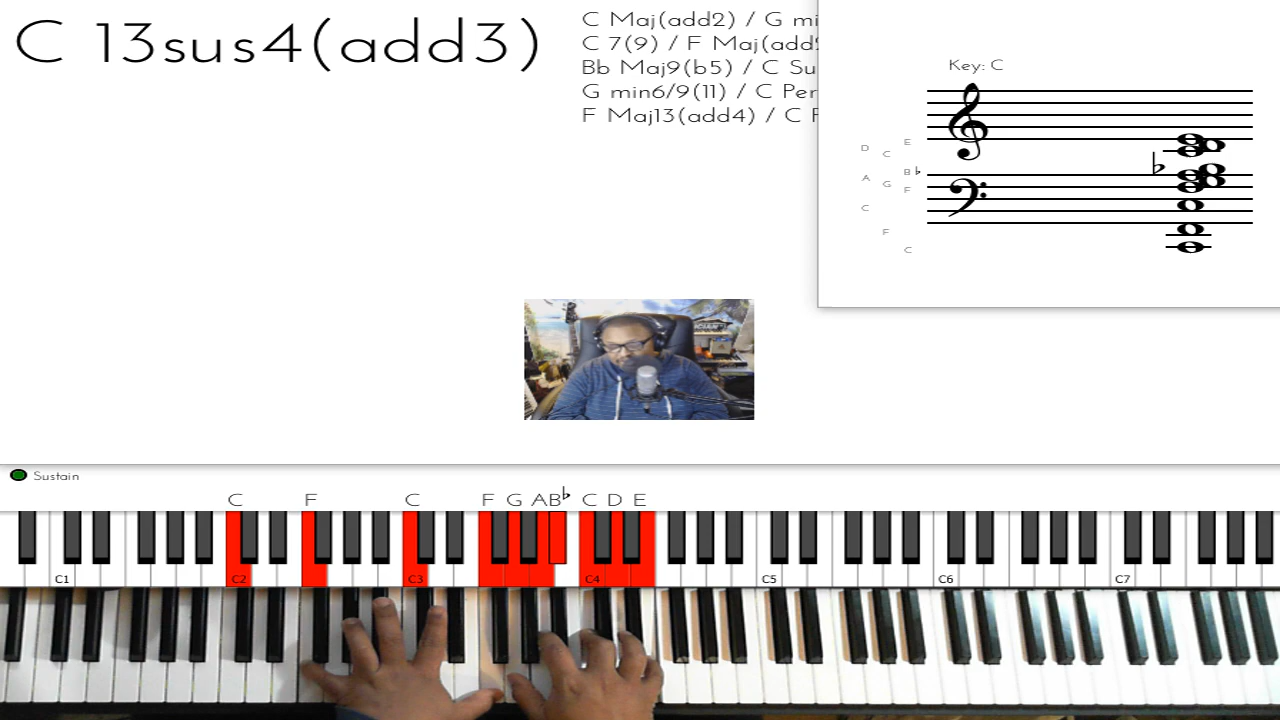 C 13sus4(add3)
C Maj(add2) / G mi
C 7(9) / F Maj(add9
Bb Maj9(b5) / C Su
G min6/9(11) / C Per
F Maj13(add4) / C F
Key: C
E
D
C
B♭
A
G
F
C
F
C
Sustain
C F C F G A B♭ C D E
C1 C2 C3 C4 C5 C6 C7